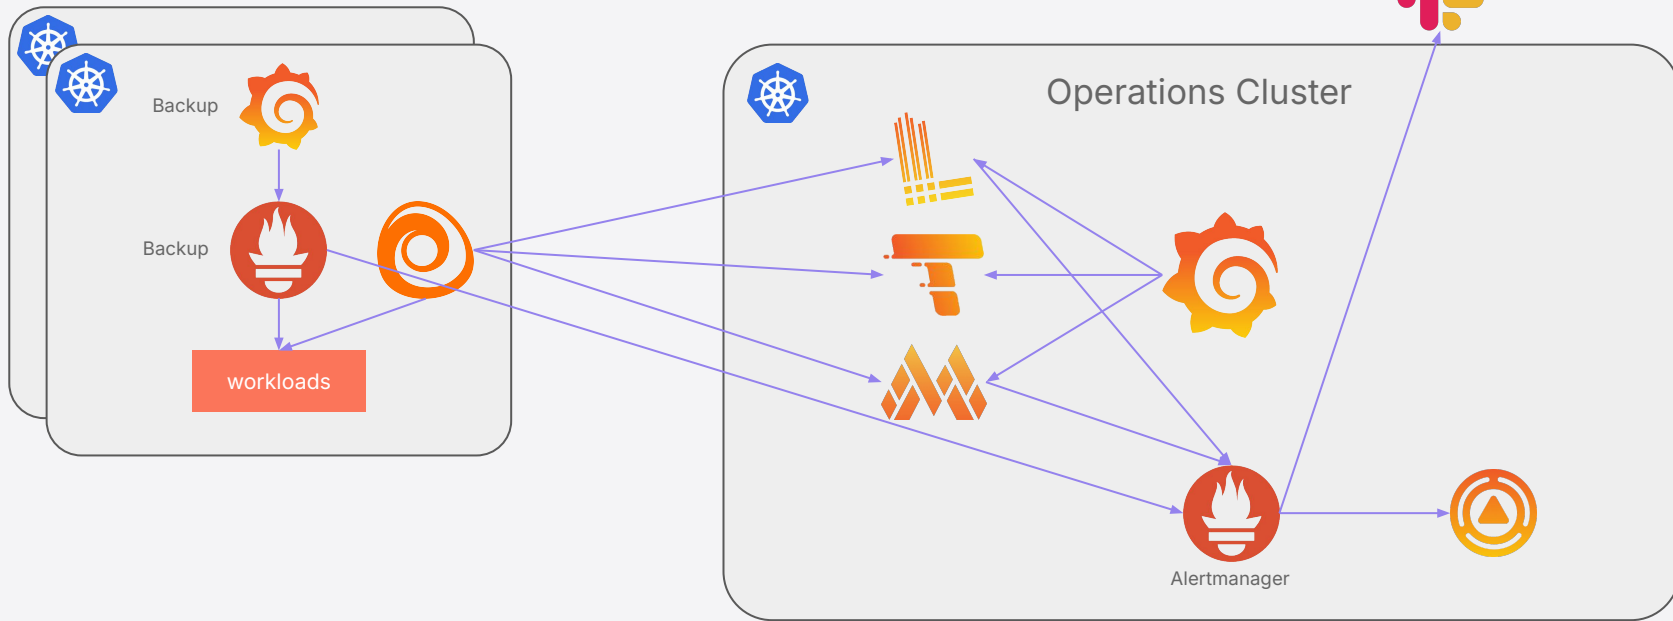 Backup
Backup
workloads
Operations Cluster
Alertmanager